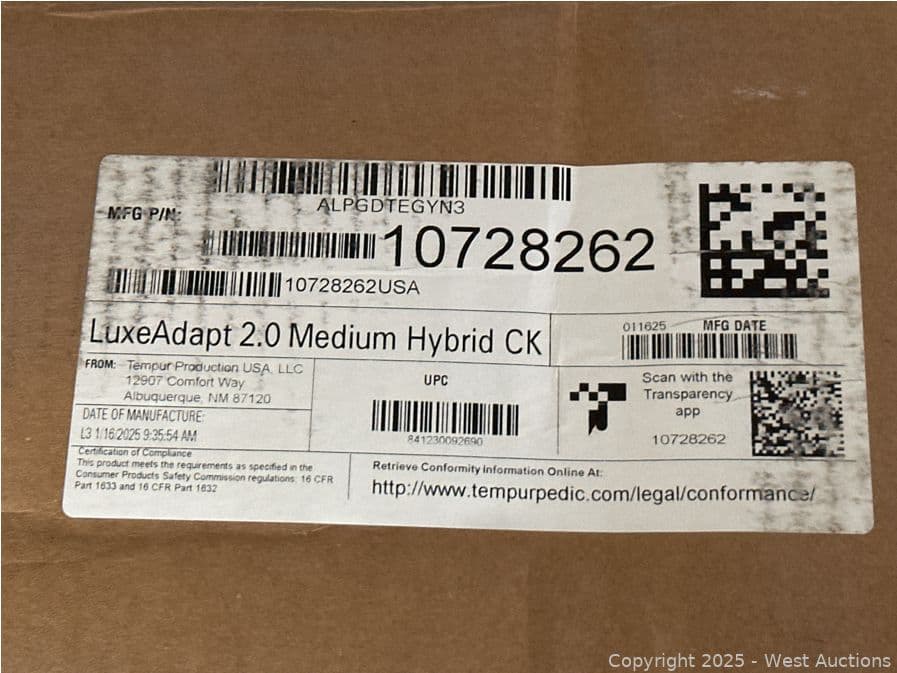 ALPGDTEGYN3
MFG P/N:
10728262
10728262USA
LuxeAdapt 2.0 Medium Hybrid CK
011625 MFG DATE
FROM: Tempur Production USA, LLC
12907 Comfort Way
Albuquerque, NM 87120
DATE OF MANUFACTURE:
L3 1/16/2025 9:35:54 AM
UPC
841230092690
Scan with the
Transparency
app
10728262
Certification of Compliance
This product meets the requirements as specified in the
Consumer Products Safety Commission regulations: 16 CFR
Part 1633 and 16 CFR Part 1632
Retrieve Conformity Information Online At:
http://www.tempurpedic.com/legal/conformance/
Copyright 2025 - West Auctions